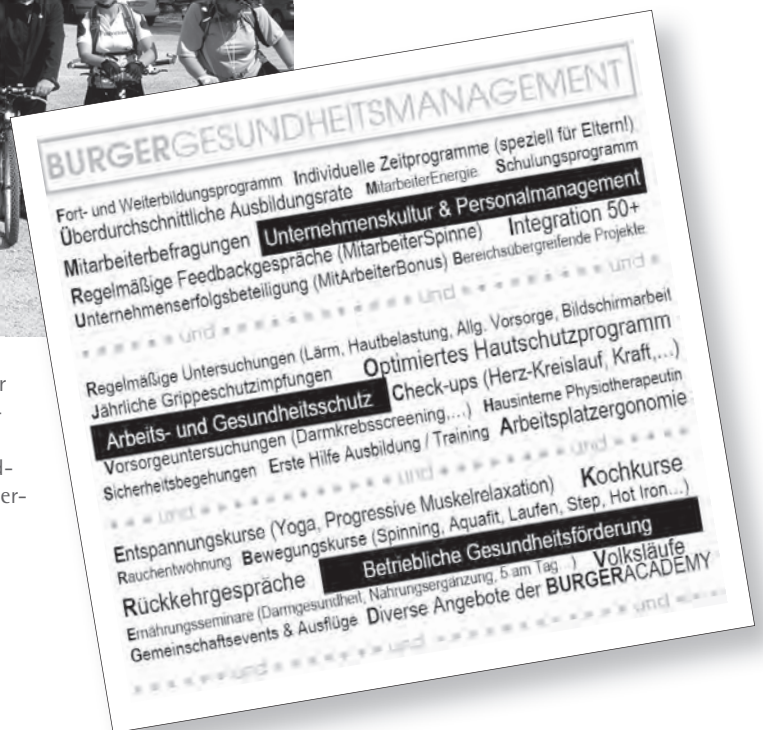 BURGERGESUNDHEITSMANAGEMENT
Fort- und Weiterbildungsprogramm Individuelle Zeitprogramme (speziell für Eltern!)
Überdurchschnittliche Ausbildungsrate MitarbeiterEnergie Schulungsprogramm
Mitarbeiterbefragungen Unternehmenskultur & Personalmanagement
Regelmäßige Feedbackgespräche (MitarbeiterSpinne) Integration 50+
Unternehmenserfolgsbeteiligung (MitArbeiterBonus) Bereichsübergreifende Projekte
und und und
Regelmäßige Untersuchungen (Lärm, Hautbelastung, Allg. Vorsorge, Bildschirmarbeit
Jährliche Grippeschutzimpfungen Optimiertes Hautschutzprogramm
Arbeits- und Gesundheitsschutz Check-ups (Herz-Kreislauf, Kraft,...)
Vorsorgeuntersuchungen (Darmkrebsscreening,...) Hausinterne Physiotherapeutin
Sicherheitsbegehungen Erste Hilfe Ausbildung / Training Arbeitsplatzergonomie
und und und
Entspannungskurse (Yoga, Progressive Muskelrelaxation) Kochkurse
Rauchentwöhnung Bewegungskurse (Spinning, Aquafit, Laufen, Step, Hot Iron...)
Rückkehrgespräche Betriebliche Gesundheitsförderung
Ernährungsseminare (Darmgesundheit, Nahrungsergänzung, 5 am Tag...) Volksläufe
Gemeinschaftsevents & Ausflüge Diverse Angebote der BURGERACADEMY
und und und
er-